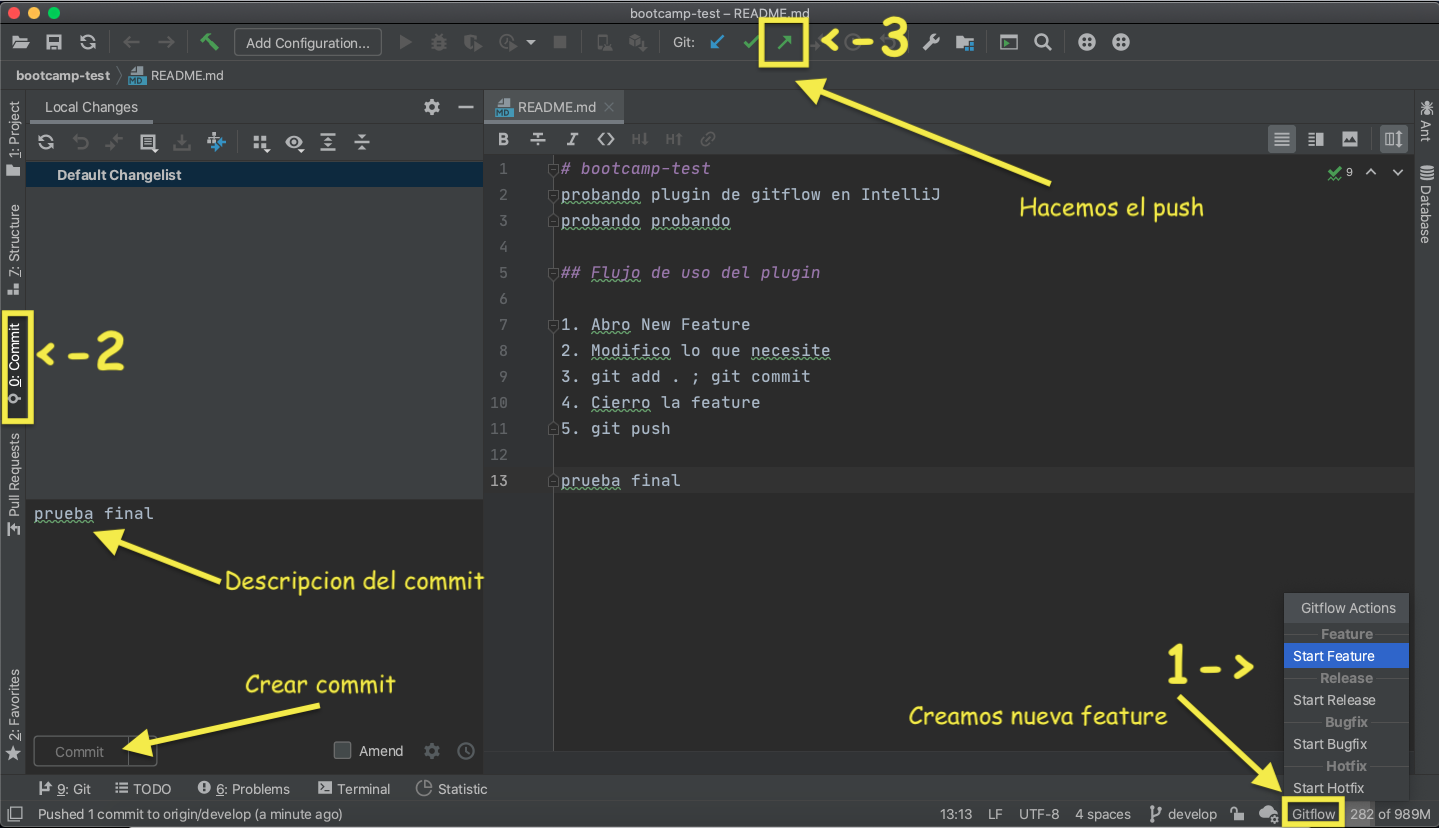 bootcamp-test – README.md
Add Configuration...
Git:
< -3
bootcamp-test
README.md
1: Project
7: Structure
0: Commit
Pull Requests
2: Favorites
Local Changes
Default Changelist
< -2
prueba final
Descripcion del commit
Crear commit
Commit
Amend
README.md
B
I
H↓
H↑
1 # bootcamp-test
2 probando plugin de gitflow en IntelliJ
3 probando probando
4
5 ## Flujo de uso del plugin
6
7 1. Abro New Feature
8 2. Modifico lo que necesite
9 3. git add . ; git commit
10 4. Cierro la feature
11 5. git push
12
13 prueba final
9
Hacemos el push
Ant
Database
1 - >
Creamos nueva feature
Gitflow Actions
Feature
Start Feature
Release
Start Release
Bugfix
Start Bugfix
Hotfix
Start Hotfix
9: Git
TODO
6: Problems
Terminal
Statistic
Pushed 1 commit to origin/develop (a minute ago)
13:13
LF
UTF-8
4 spaces
develop
Gitflow
282 of 989M